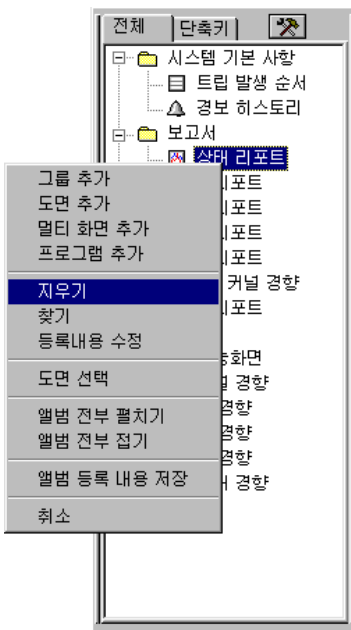 전체
단축키
시스템 기본 사항
트립 발생 순서
경보 히스토리
보고서
상태 리포트
그룹 추가
도면 추가
멀티 화면 추가
프로그램 추가
지우기
찾기
등록내용 수정
도면 선택
앨범 전부 펼치기
앨범 전부 접기
앨범 등록 내용 저장
취소
리포트
리포트
리포트
리포트
커널 경향
리포트
화면
경향
경향
경향
경향
경향